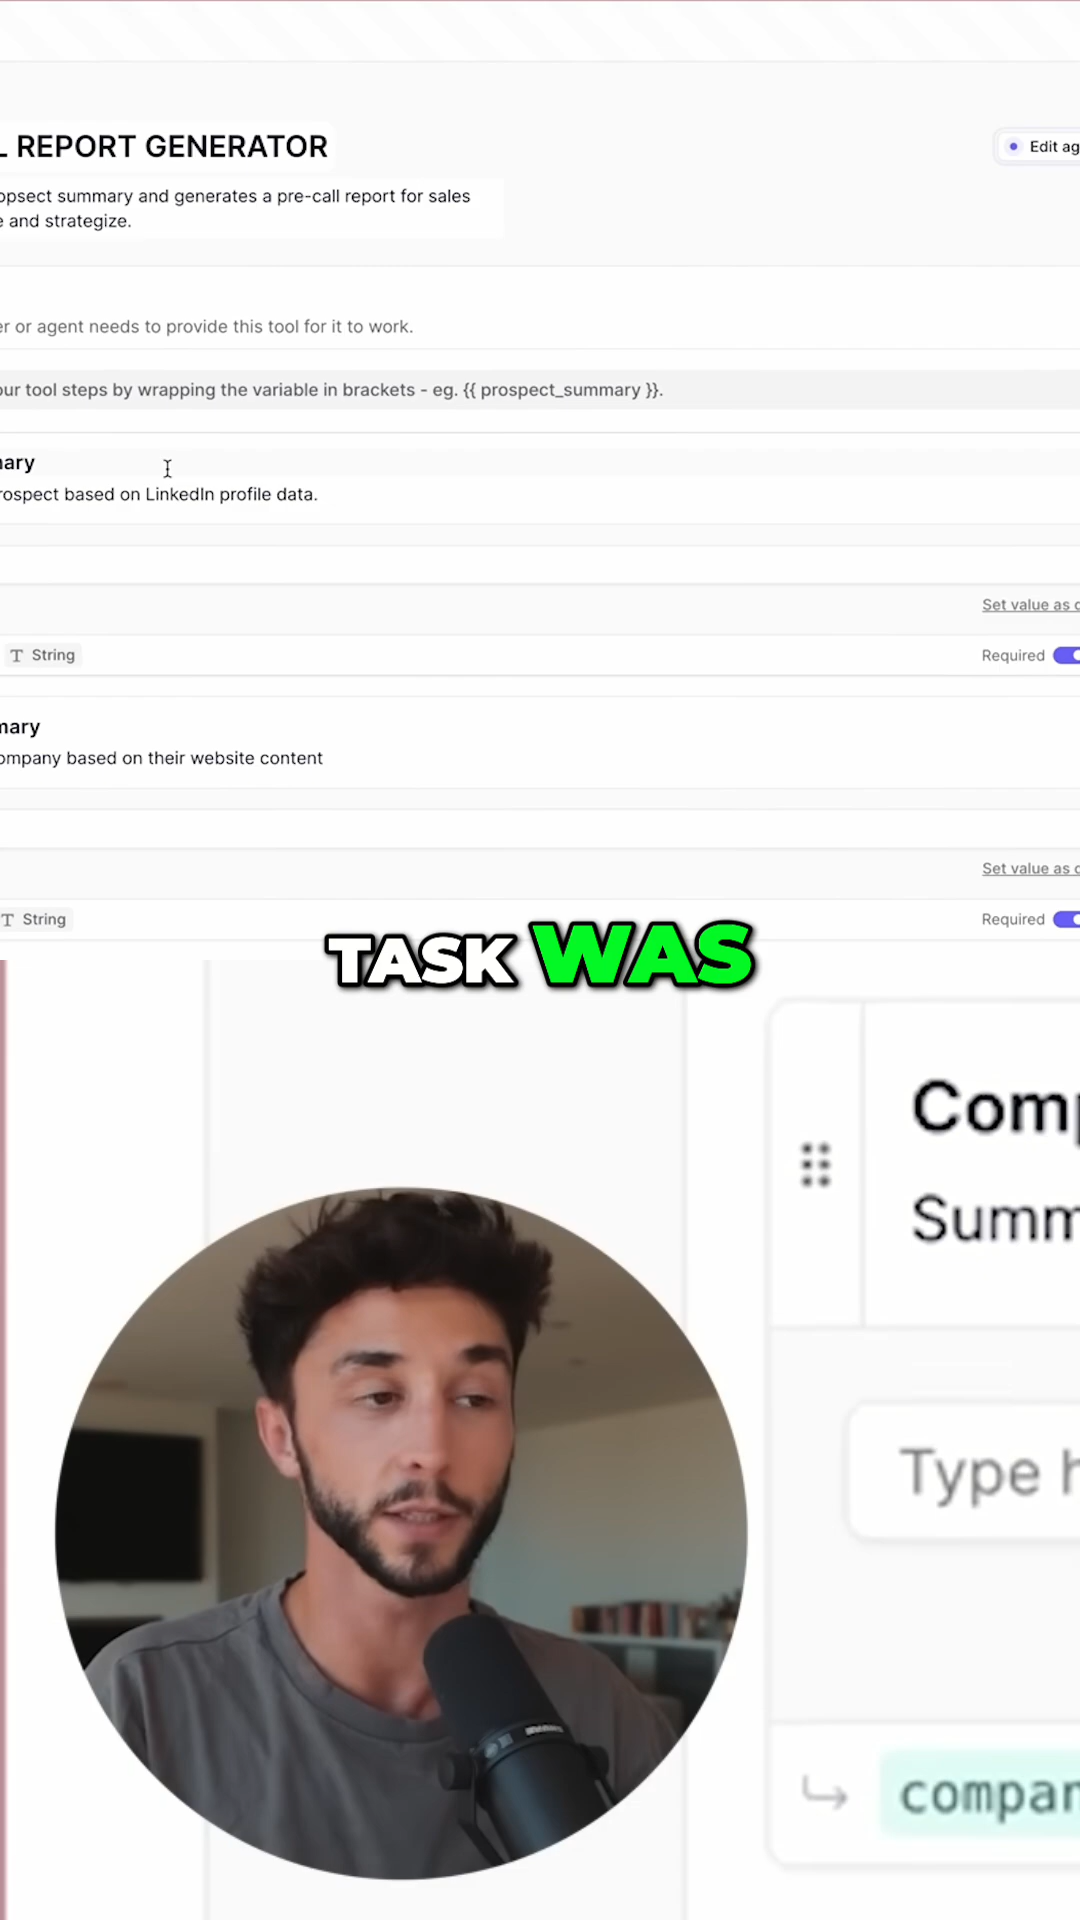 L REPORT GENERATOR
Edit ag
opsect summary and generates a pre-call report for sales
e and strategize.
er or agent needs to provide this tool for it to work.
our tool steps by wrapping the variable in brackets - eg. {{ prospect_summary }}.
mary
rospect based on LinkedIn profile data.
Set value as c
T String
Required
mary
ompany based on their website content
Set value as c
T String
Required
TASK WAS
Comp
Summ
Type h
compan